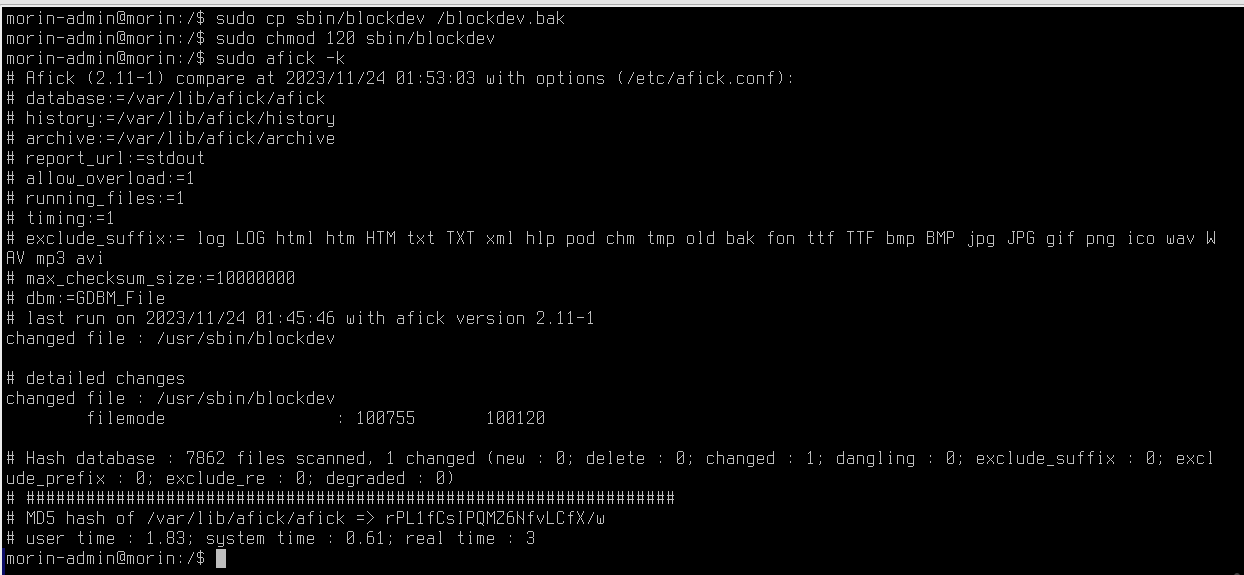 morin-admin@morin:/$ sudo cp sbin/blockdev /blockdev.bak
morin-admin@morin:/$ sudo chmod 120 sbin/blockdev
morin-admin@morin:/$ sudo afick -k
# Afick (2.11-1) compare at 2023/11/24 01:53:03 with options (/etc/afick.conf):
# database:=/var/lib/afick/afick
# history:=/var/lib/afick/history
# archive:=/var/lib/afick/archive
# report_url:=stdout
# allow_overload:=1
# running_files:=1
# timing:=1
# exclude_suffix:= log LOG html htm HTM txt TXT xml hlp pod chm tmp old bak fon ttf TTF bmp BMP jpg JPG gif png ico wav W
AV mp3 avi
# max_checksum_size:=10000000
# dbm:=GDBM_File
# last run on 2023/11/24 01:45:46 with afick version 2.11-1
changed file : /usr/sbin/blockdev
# detailed changes
changed file : /usr/sbin/blockdev
filemode : 100755 100120
# Hash database : 7862 files scanned, 1 changed (new : 0; delete : 0; changed : 1; dangling : 0; exclude_suffix : 0; excl
ude_prefix : 0; exclude_re : 0; degraded : 0)
# #################################################################
# MD5 hash of /var/lib/afick/afick => rPL1fCsIPQMZ6NfvLCfX/w
# user time : 1.83; system time : 0.61; real time : 3
morin-admin@morin:/$